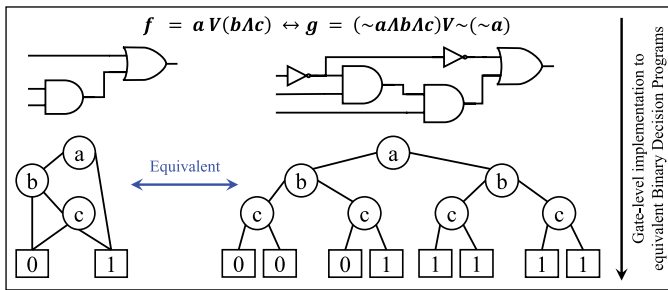 f = a V(bΛc) ↔ g = (~aΛbΛc)V~(~a)
a
b
c
0 1
Equivalent
a
b b
c c c c
0 0 0 1 1 1 1 1
Gate-level implementation to
equivalent Binary Decision Programs